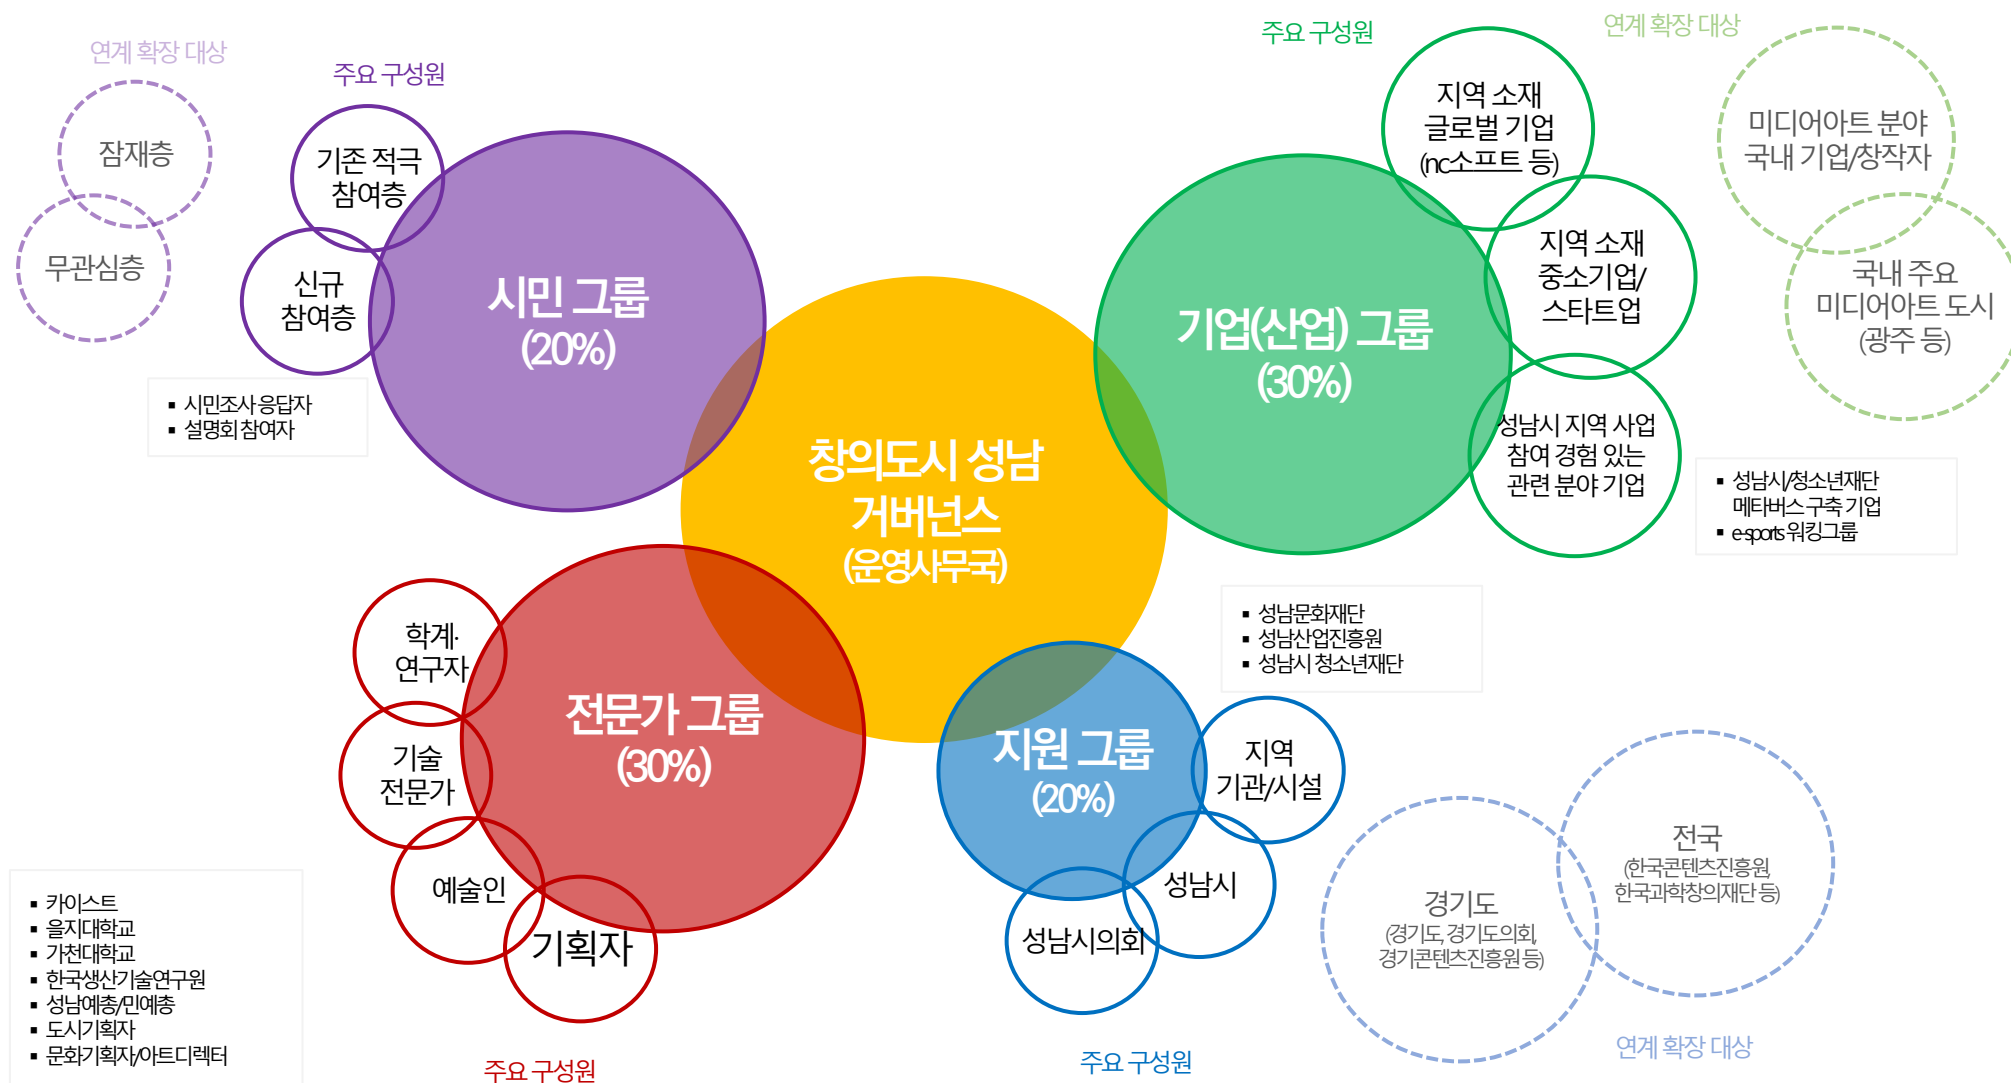 연계 확장 대상
잠재층
무관심층
주요 구성원
기존 적극
참여층
신규
참여층
시민 그룹
(20%)
▪ 시민조사 응답자
▪ 설명회 참여자
창의도시 성남
거버넌스
(운영사무국)
주요 구성원
지역 소재
글로벌 기업
(nc소프트 등)
지역 소재
중소기업/
스타트업
성남시 지역 사업
참여 경험 있는
관련 분야 기업
기업(산업) 그룹
(30%)
연계 확장 대상
미디어아트 분야
국내 기업/창작자
국내 주요
미디어아트 도시
(광주 등)
▪ 성남시/청소년재단
메타버스 구축 기업
▪ e-sports 워킹그룹
학계·
연구자
기술
전문가
예술인
기획자
전문가 그룹
(30%)
▪ 카이스트
▪ 을지대학교
▪ 가천대학교
▪ 한국생산기술연구원
▪ 성남예총/민예총
▪ 도시기획자
▪ 문화기획자/아트디렉터
주요 구성원
▪ 성남문화재단
▪ 성남산업진흥원
▪ 성남시 청소년재단
지원 그룹
(20%)
지역
기관/시설
성남시
성남시의회
주요 구성원
경기도
(경기도, 경기도의회,
경기콘텐츠진흥원 등)
전국
(한국콘텐츠진흥원,
한국과학창의재단 등)
연계 확장 대상